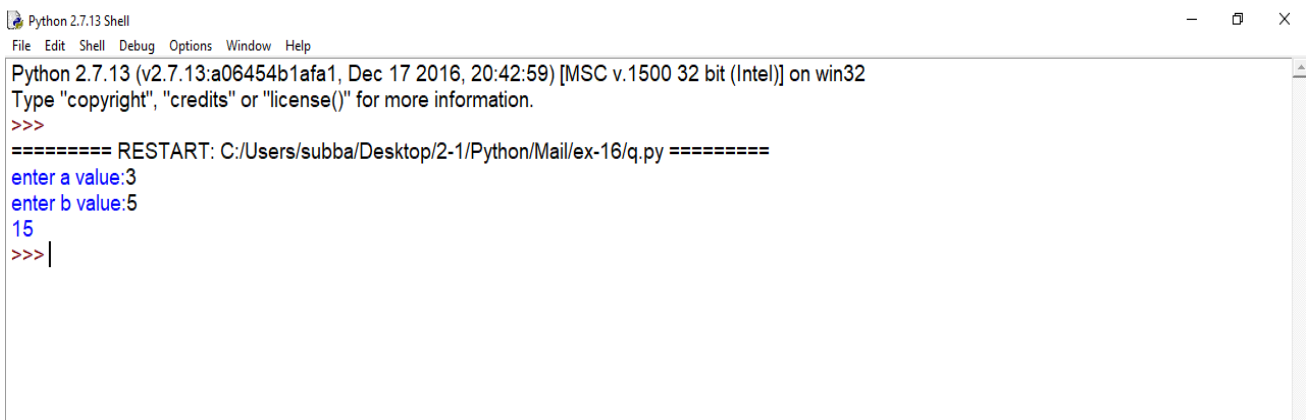 Python 2.7.13 Shell
File Edit Shell Debug Options Window Help
Python 2.7.13 (v2.7.13:a06454b1afa1, Dec 17 2016, 20:42:59) [MSC v.1500 32 bit (Intel)] on win32
Type "copyright", "credits" or "license()" for more information.
>>>
========= RESTART: C:/Users/subba/Desktop/2-1/Python/Mail/ex-16/q.py =========
enter a value:3
enter b value:5
15
>>>